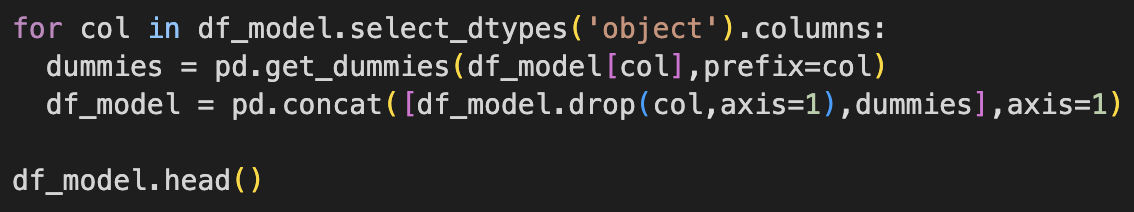 for col in df_model.select_dtypes('object').columns:
  dummies = pd.get_dummies(df_model[col],prefix=col)
  df_model = pd.concat([df_model.drop(col,axis=1),dummies],axis=1)

df_model.head()